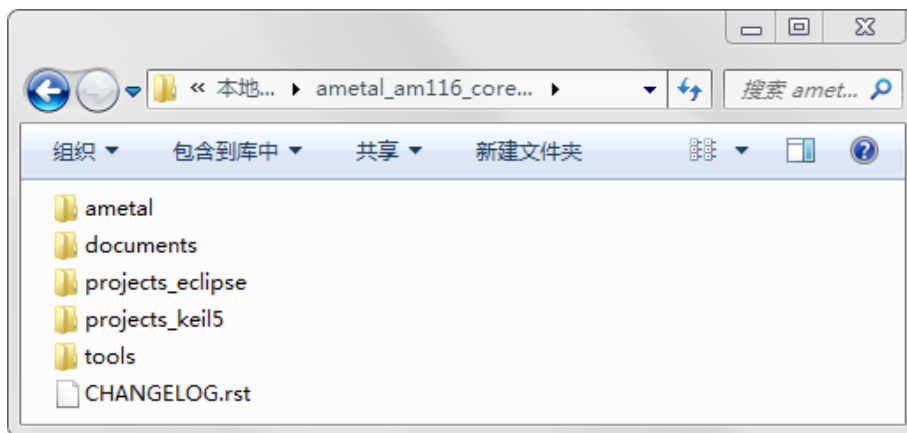 « 本地... ▸ ametal_am116_core... ▸ 搜索 amet...
组织 包含到库中 共享 新建文件夹
ametal
documents
projects_eclipse
projects_keil5
tools
CHANGELOG.rst